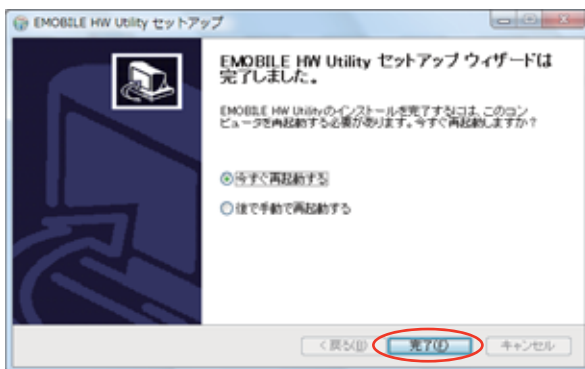 EMOBILE HW Utility セットアップ
EMOBILE HW Utility セットアップ ウィザードは
完了しました。
EMOBILE HW Utilityのインストールを完了するには、このコン
ピュータを再起動する必要があります。今すぐ再起動しますか？
今すぐ再起動する
後で手動で再起動する
< 戻る(B) 完了(F) キャンセル